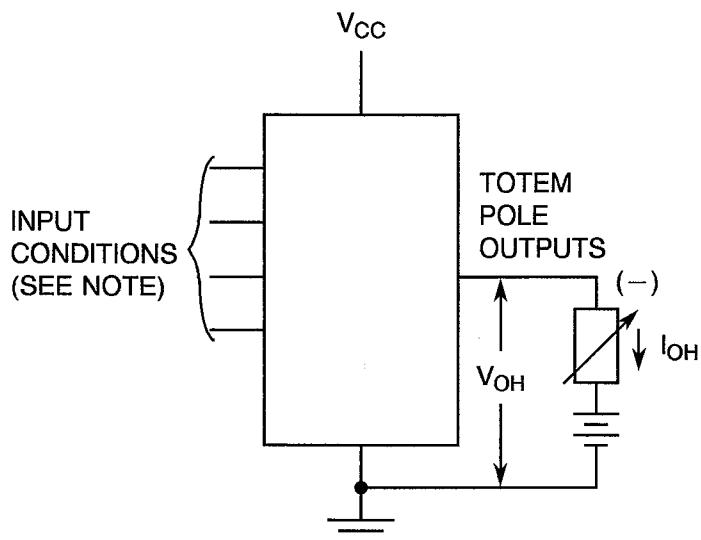 VCC
INPUT
CONDITIONS
(SEE NOTE)
TOTEM
POLE
OUTPUTS
(−)
IOH
VOH